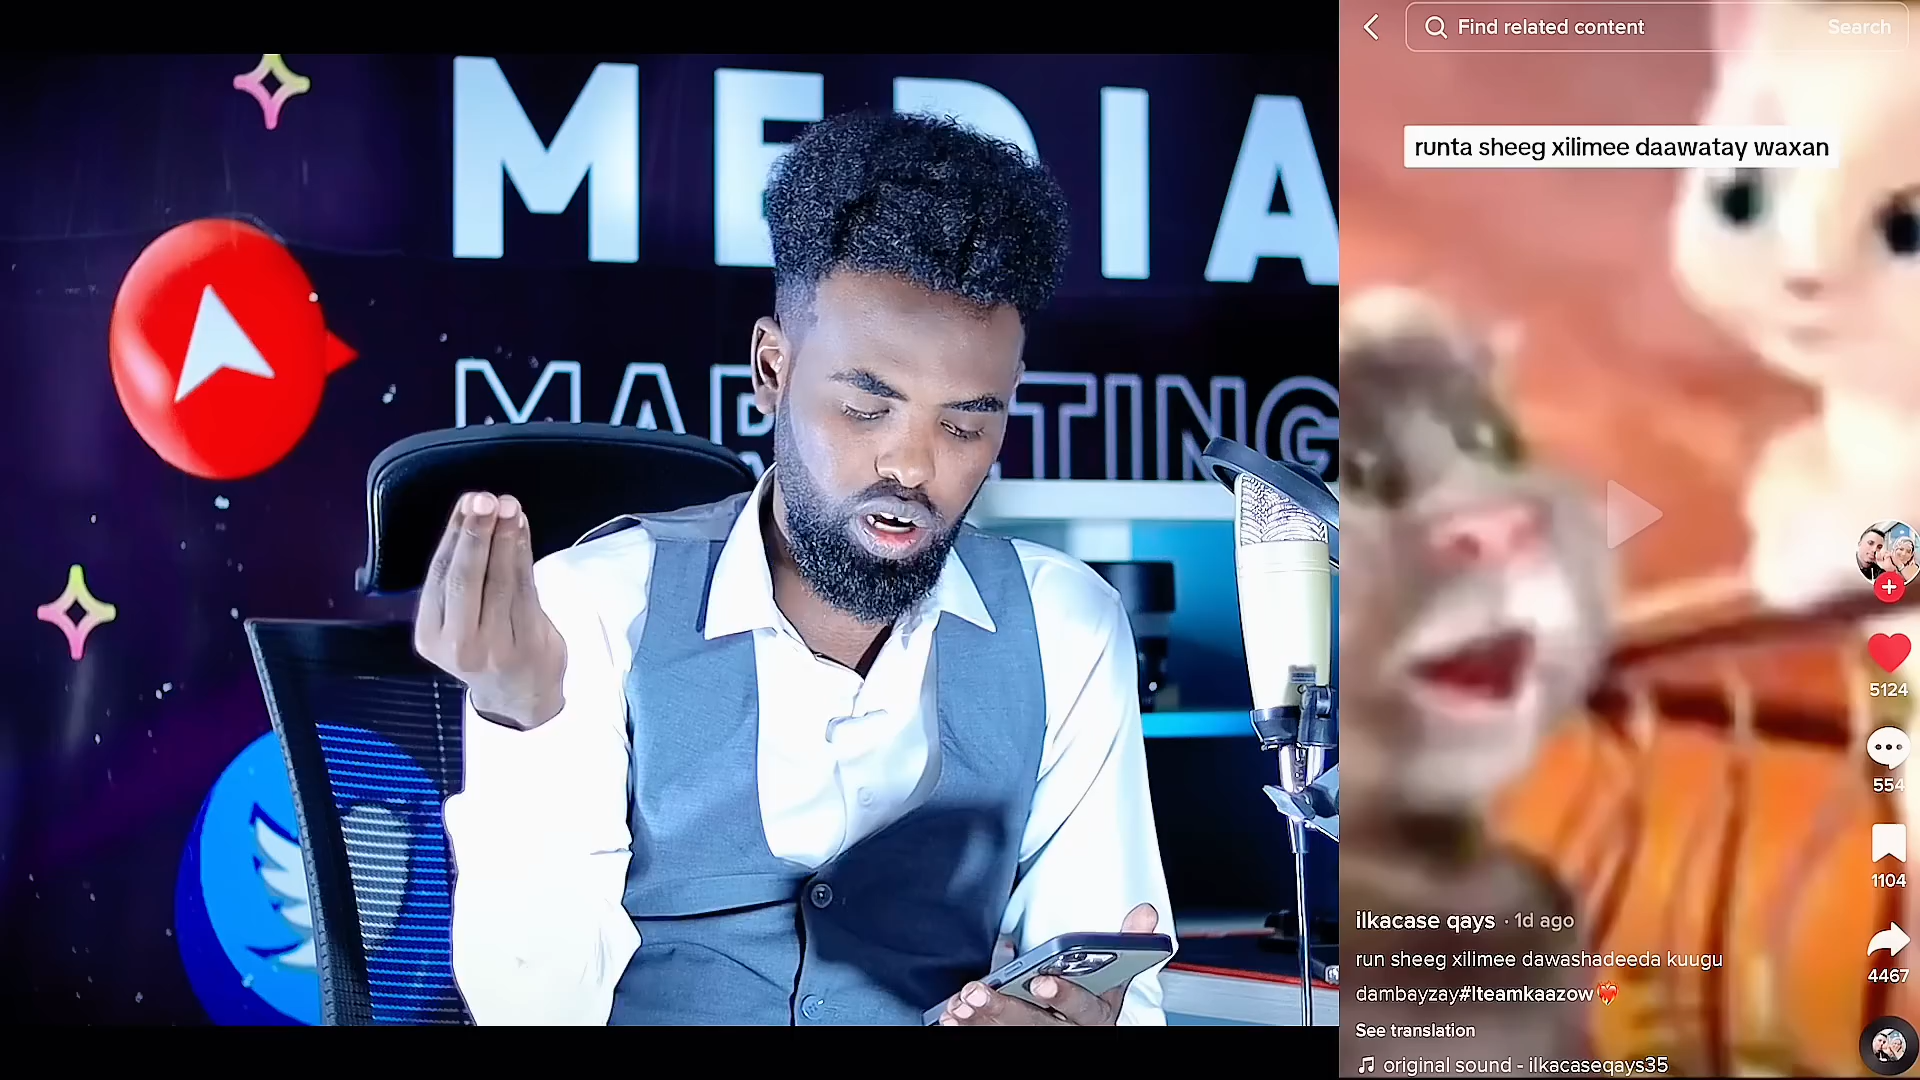 MEDIA
MARKETING
Find related content
Search
runta sheeg xilimee daawatay waxan
5124
554
1104
4467
ilkacase qays · 1d ago
run sheeg xilimee dawashadeeda kuugu
dambayzay#lteamkaazow❤️‍🔥
See translation
original sound - ilkacaseqays35